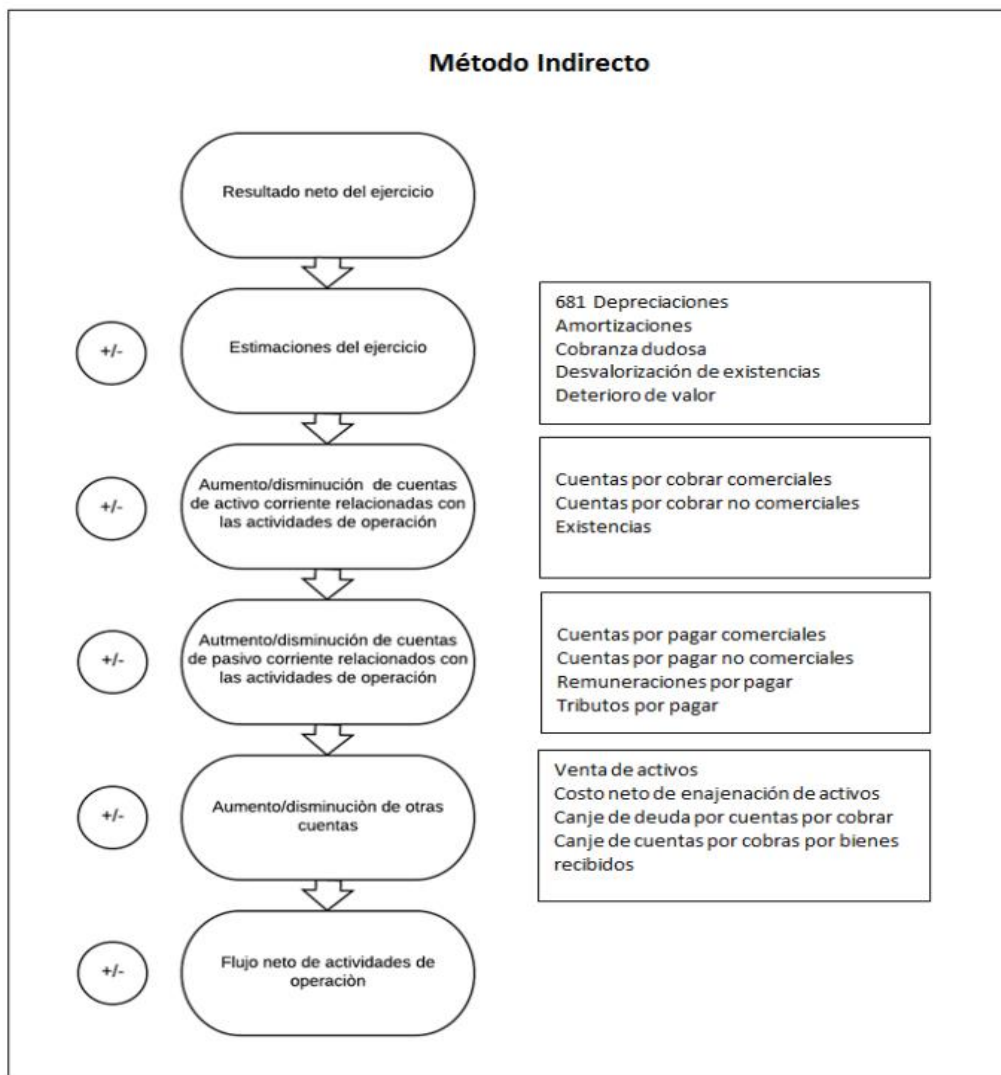 Método Indirecto
Resultado neto del ejercicio
+/-
Estimaciones del ejercicio
681 Depreciaciones
Amortizaciones
Cobranza dudosa
Desvalorización de existencias
Deterioro de valor
+/-
Aumento/disminución de cuentas
de activo corriente relacionadas con
las actividades de operación
Cuentas por cobrar comerciales
Cuentas por cobrar no comerciales
Existencias
+/-
Autmento/disminución de cuentas
de pasivo corriente relacionados con
las actividades de operación
Cuentas por pagar comerciales
Cuentas por pagar no comerciales
Remuneraciones por pagar
Tributos por pagar
+/-
Aumento/disminuciòn de otras
cuentas
Venta de activos
Costo neto de enajenación de activos
Canje de deuda por cuentas por cobrar
Canje de cuentas por cobras por bienes
recibidos
+/-
Flujo neto de actividades de
operaciòn